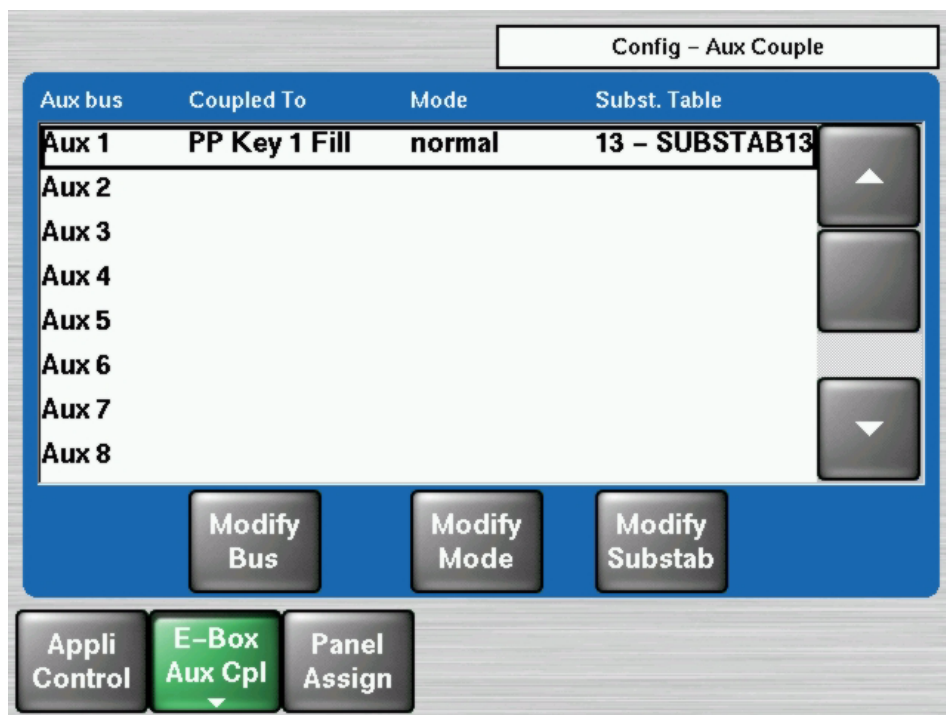 Config – Aux Couple
Aux bus Coupled To Mode Subst. Table
Aux 1 PP Key 1 Fill normal 13 – SUBSTAB13
Aux 2
Aux 3
Aux 4
Aux 5
Aux 6
Aux 7
Aux 8
Modify Modify Modify
Bus Mode Substab
Appli E–Box Panel
Control Aux Cpl Assign